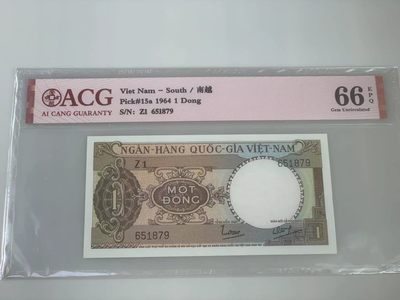 ACG
AI CANG GUARANTY
Viet Nam - South / 南越
Pick#15a 1964 1 Dong
S/N: Z1 651879
66 EPQ
Gem Uncirculated
NGÂN-HÀNG QUỐC-GIA VIỆT-NAM
Z1
651879
1
MỘT
ĐỒNG
651879
1